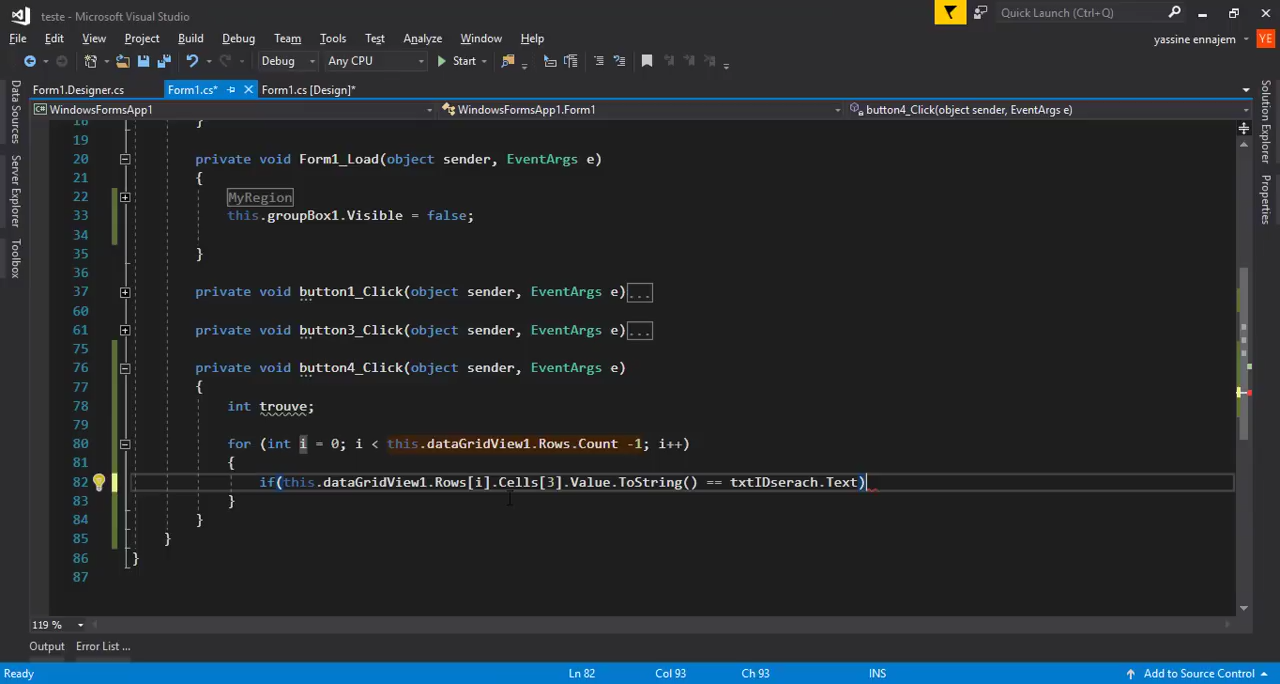 teste - Microsoft Visual Studio
Quick Launch (Ctrl+Q)
File Edit View Project Build Debug Team Tools Test Analyze Window Help
yassine ennajem YE
Debug Any CPU Start
Form1.Designer.cs Form1.cs* Form1.cs [Design]*
WindowsFormsApp1 WindowsFormsApp1.Form1 button4_Click(object sender, EventArgs e)
Data Sources
Server Explorer
Toolbox
Solution Explorer
Properties
18 }
19
20 private void Form1_Load(object sender, EventArgs e)
21 {
22 MyRegion
33 this.groupBox1.Visible = false;
34
35 }
36
37 private void button1_Click(object sender, EventArgs e)...
60
61 private void button3_Click(object sender, EventArgs e)...
75
76 private void button4_Click(object sender, EventArgs e)
77 {
78 int trouve;
79
80 for (int i = 0; i < this.dataGridView1.Rows.Count -1; i++)
81 {
82 if(this.dataGridView1.Rows[i].Cells[3].Value.ToString() == txtIDserach.Text)
83 }
84 }
85 }
86 }
87
119 %
Output Error List ...
Ready Ln 82 Col 93 Ch 93 INS Add to Source Control